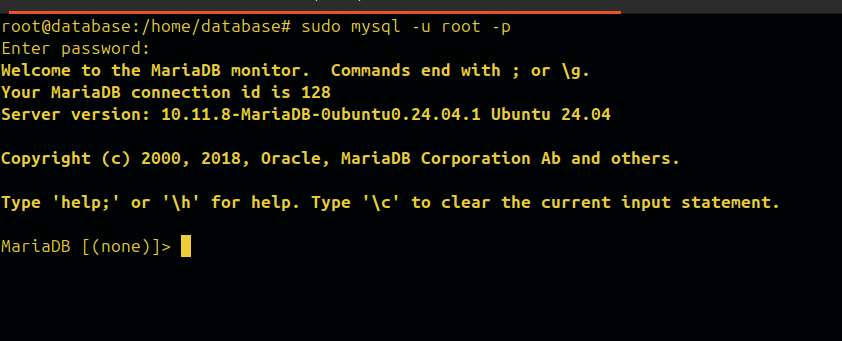 root@database:/home/database# sudo mysql -u root -p
Enter password:
Welcome to the MariaDB monitor.  Commands end with ; or \g.
Your MariaDB connection id is 128
Server version: 10.11.8-MariaDB-0ubuntu0.24.04.1 Ubuntu 24.04
Copyright (c) 2000, 2018, Oracle, MariaDB Corporation Ab and others.
Type 'help;' or '\h' for help. Type '\c' to clear the current input statement.
MariaDB [(none)]>